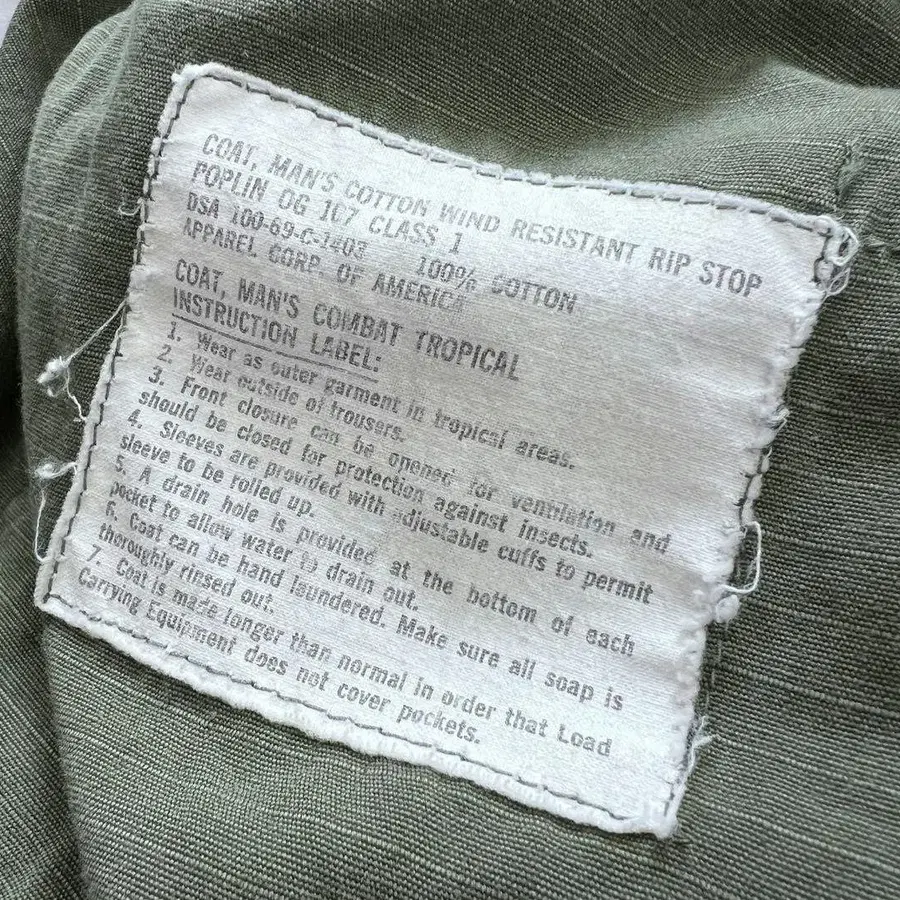 COAT, MAN'S COTTON WIND RESISTANT RIP STOP
POPLIN OG 107 CLASS 1
DSA 100-69-C-1403 100% COTTON
APPAREL CORP. OF AMERICA
COAT, MAN'S COMBAT TROPICAL
INSTRUCTION LABEL:
1. Wear as outer garment in tropical areas.
2. Wear outside of trousers.
3. Front closure can be opened for ventilation and
should be closed for protection against insects.
4. Sleeves are provided with adjustable cuffs to permit
sleeve to be rolled up.
5. A drain hole is provided at the bottom of each
pocket to allow water to drain out.
6. Coat can be hand laundered. Make sure all soap is
thoroughly rinsed out.
7. Coat is made longer than normal in order that Load
Carrying Equipment does not cover pockets.